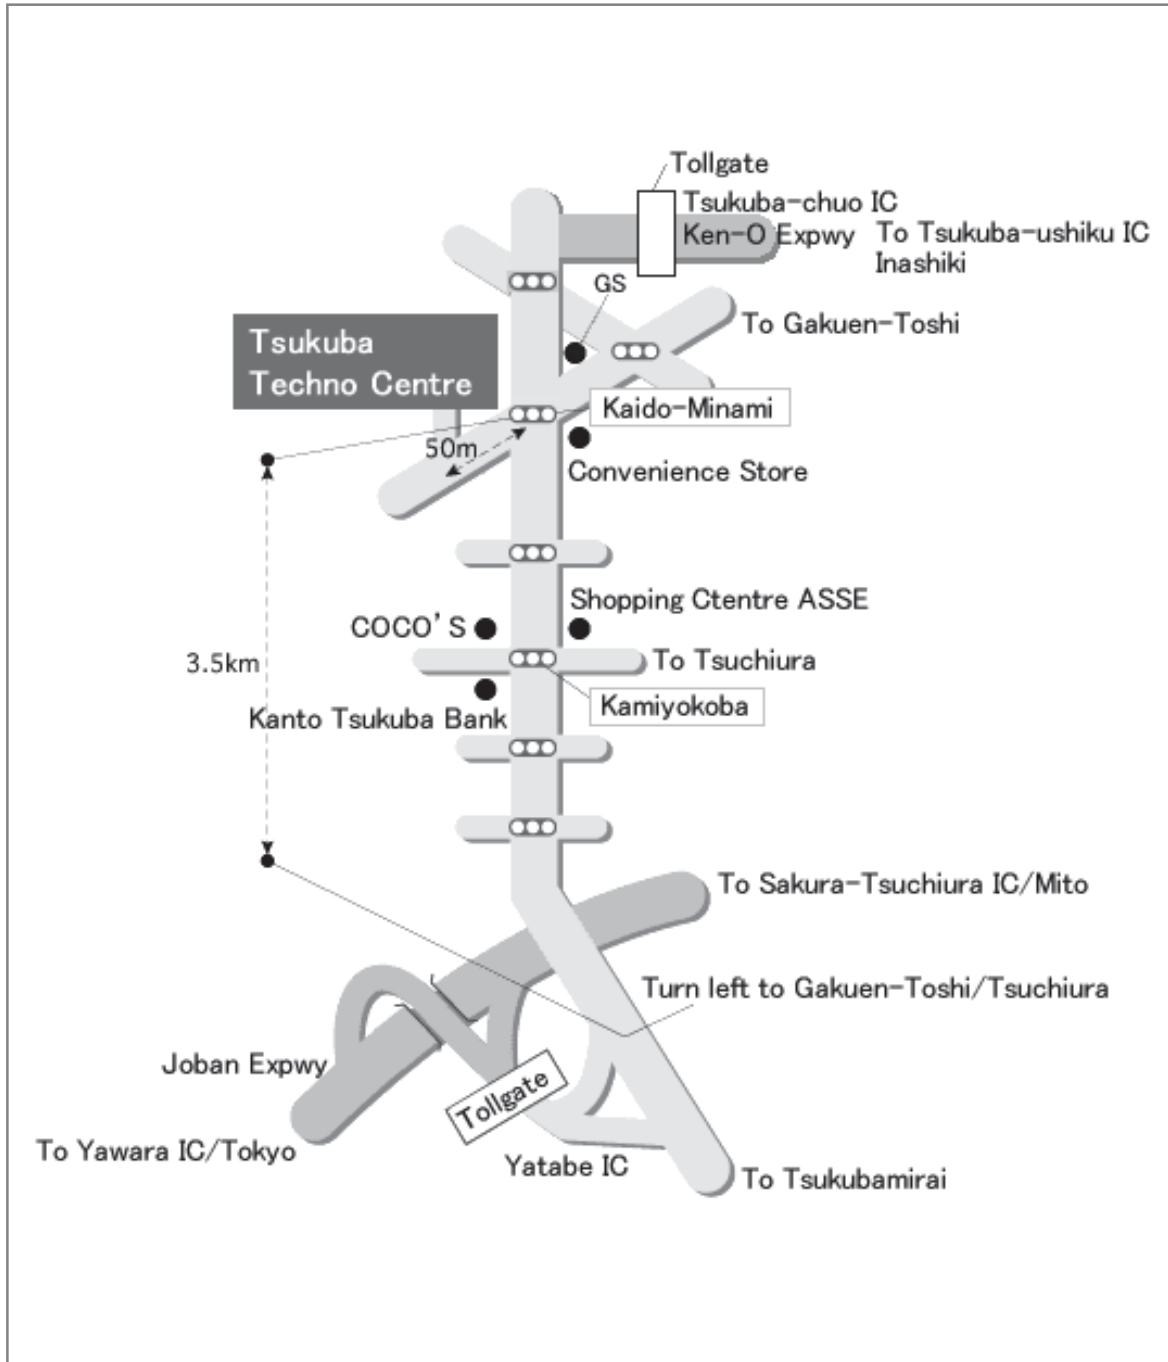 Tollgate
Tsukuba-chuo IC
Ken-O Expwy
To Tsukuba-ushiku IC
Inashiki
GS
To Gakuen-Toshi
Tsukuba
Techno Centre
Kaido-Minami
50m
Convenience Store
Shopping Ctentre ASSE
COCO'S
3.5km
To Tsuchiura
Kamiyokoba
Kanto Tsukuba Bank
To Sakura-Tsuchiura IC/Mito
Turn left to Gakuen-Toshi/Tsuchiura
Joban Expwy
Tollgate
To Yawara IC/Tokyo
Yatabe IC
To Tsukubamirai